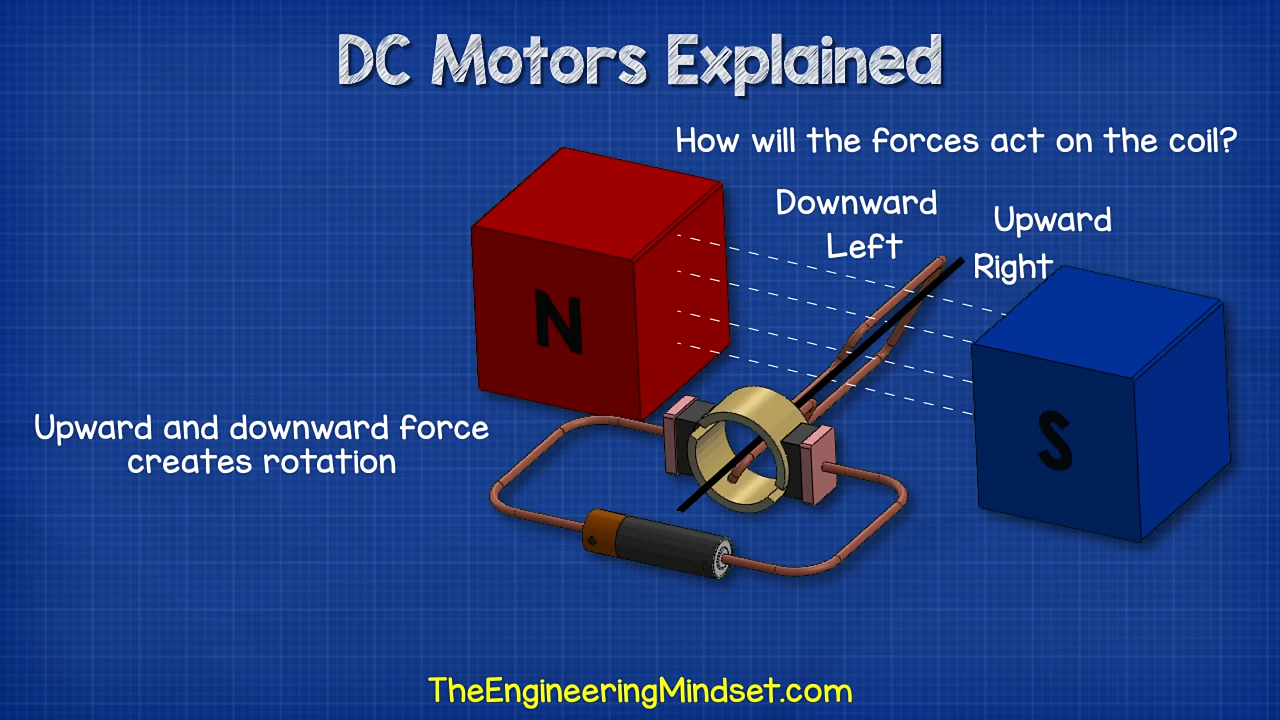 DC Motors Explained
How will the forces act on the coil?
Downward
Left
Upward
Right
N
S
Upward and downward force
creates rotation
TheEngineeringMindset.com